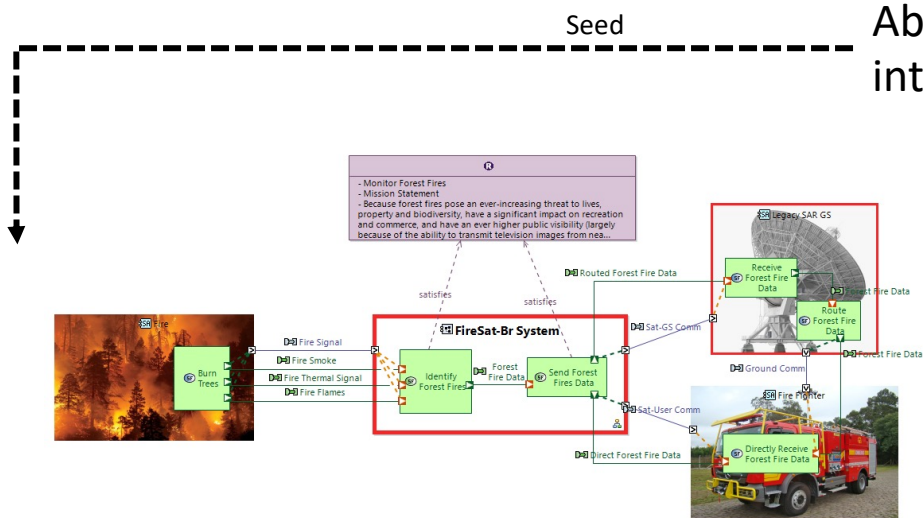 Seed
Ab
int
R
- Monitor Forest Fires
- Mission Statement
- Because forest fires pose an ever-increasing threat to lives,
property and biodiversity, have a significant impact on recreation
and commerce, and have an ever higher public visibility (largely
because of the ability to transmit television images from nea...
satisfies
satisfies
SA Fire
Burn
Trees
Fire Signal
Fire Smoke
Fire Thermal Signal
Fire Flames
FireSat-Br System
Identify
Forest Fires
Forest
Fire Data
Send Forest
Fires Data
Routed Forest Fire Data
Sat-GS Comm
Sat-User Comm
Direct Forest Fire Data
SA Legacy SAR GS
Receive
Forest Fire
Data
Forest Fire Data
Route
Forest Fire
Data
Forest Fire Data
Ground Comm
SA Fire Fighter
Directly Receive
Forest Fire Data